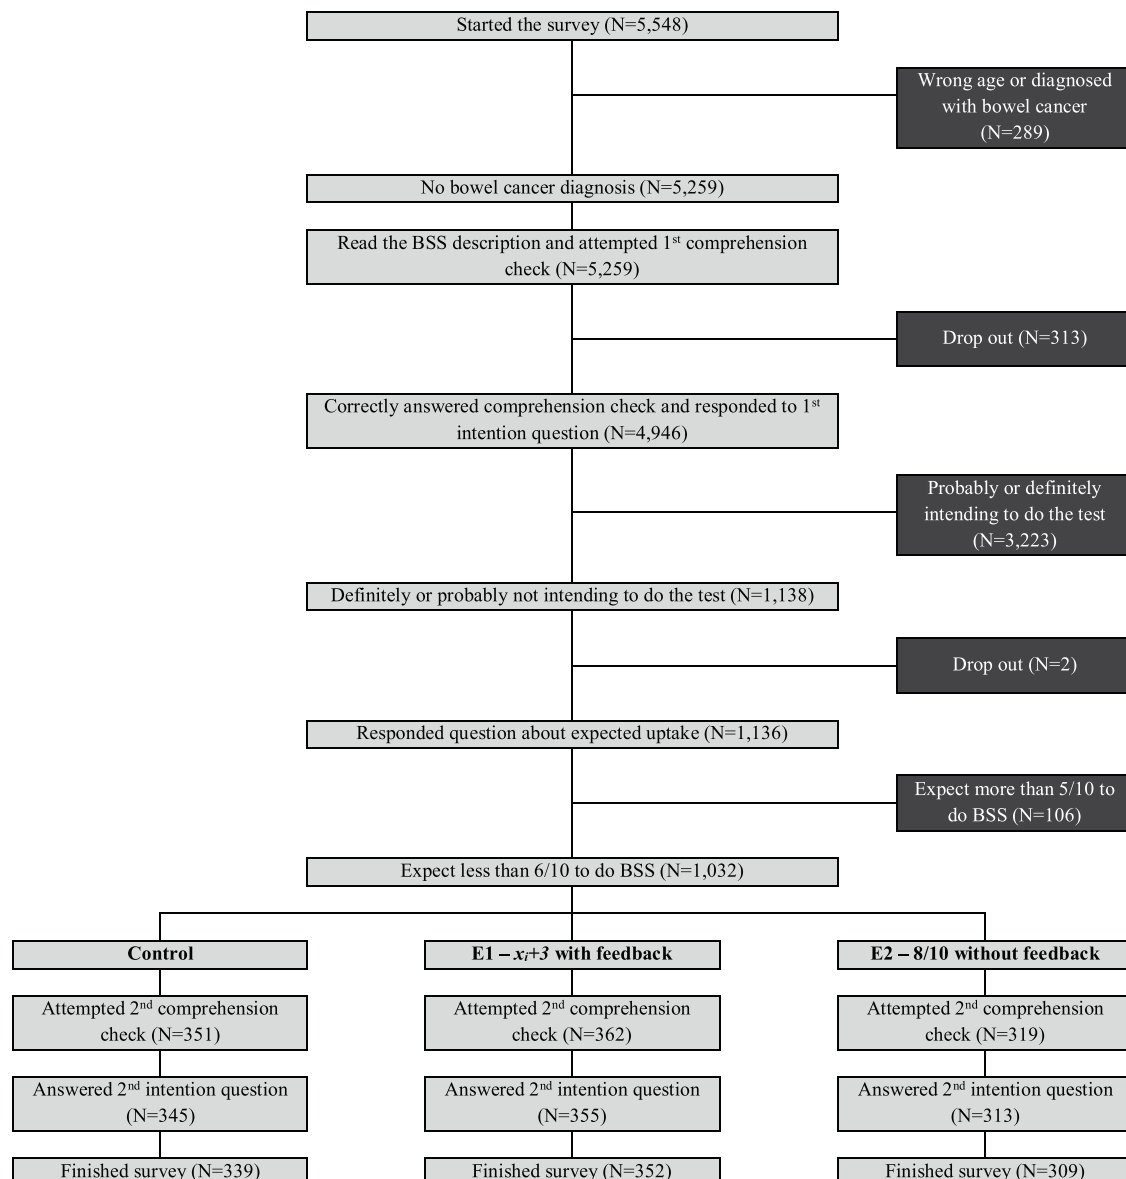 Started the survey (N=5,548)
Wrong age or diagnosed
with bowel cancer
(N=289)
No bowel cancer diagnosis (N=5,259)
Read the BSS description and attempted 1st comprehension
check (N=5,259)
Drop out (N=313)
Correctly answered comprehension check and responded to 1st
intention question (N=4,946)
Probably or definitely
intending to do the test
(N=3,223)
Definitely or probably not intending to do the test (N=1,138)
Drop out (N=2)
Responded question about expected uptake (N=1,136)
Expect more than 5/10 to
do BSS (N=106)
Expect less than 6/10 to do BSS (N=1,032)
Control
E1 – xi+3 with feedback
E2 – 8/10 without feedback
Attempted 2nd comprehension
check (N=351)
Attempted 2nd comprehension
check (N=362)
Attempted 2nd comprehension
check (N=319)
Answered 2nd intention question
(N=345)
Answered 2nd intention question
(N=355)
Answered 2nd intention question
(N=313)
Finished survey (N=339)
Finished survey (N=352)
Finished survey (N=309)